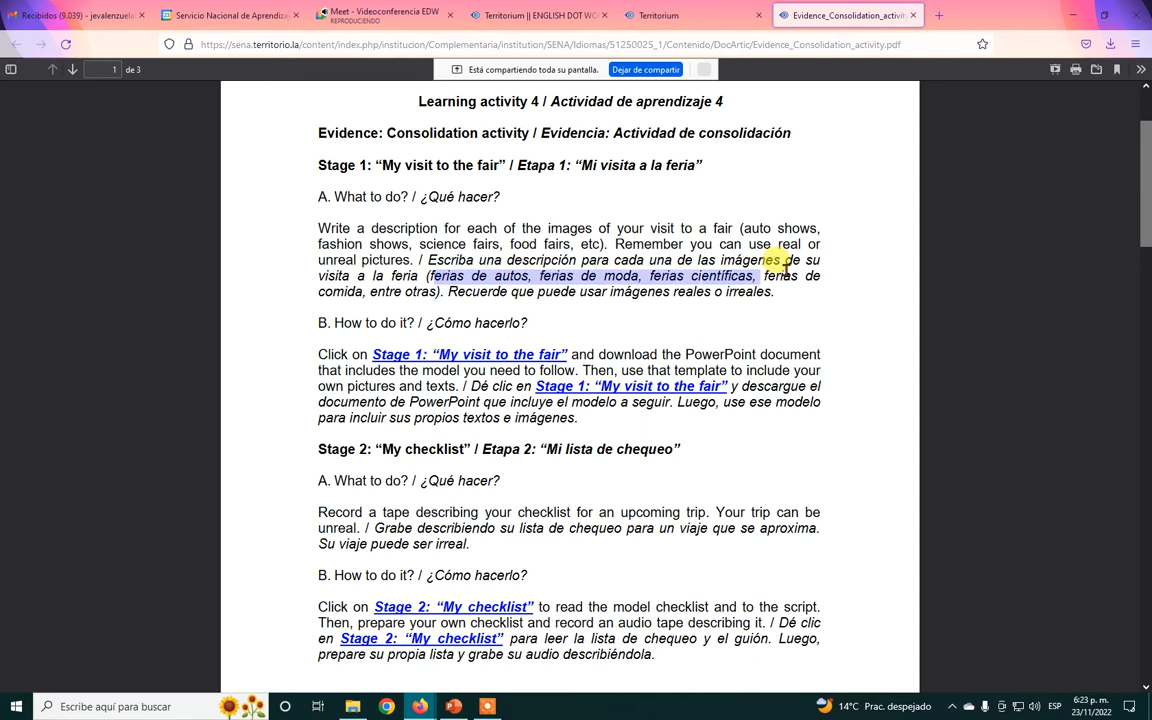 Recibidos (9.039) - jevalenzuela
Servicio Nacional de Aprendizaj
Meet - Videoconferencia EDW
REPRODUCIENDO
Territorium || ENGLISH DOT WO
Territorium
Evidence_Consolidation_activity.
https://sena.territorio.la/content/index.php/institucion/Complementaria/institution/SENA/Idiomas/51250025_1/Contenido/DocArtic/Evidence_Consolidation_activity.pdf
1 de 3
Está compartiendo toda su pantalla.
Dejar de compartir
Learning activity 4 / Actividad de aprendizaje 4
Evidence: Consolidation activity / Evidencia: Actividad de consolidación
Stage 1: “My visit to the fair” / Etapa 1: “Mi visita a la feria”
A. What to do? / ¿Qué hacer?
Write a description for each of the images of your visit to a fair (auto shows,
fashion shows, science fairs, food fairs, etc). Remember you can use real or
unreal pictures. / Escriba una descripción para cada una de las imágenes de su
visita a la feria (ferias de autos, ferias de moda, ferias científicas, ferias de
comida, entre otras). Recuerde que puede usar imágenes reales o irreales.
B. How to do it? / ¿Cómo hacerlo?
Click on Stage 1: “My visit to the fair” and download the PowerPoint document
that includes the model you need to follow. Then, use that template to include your
own pictures and texts. / Dé clic en Stage 1: “My visit to the fair” y descargue el
documento de PowerPoint que incluye el modelo a seguir. Luego, use ese modelo
para incluir sus propios textos e imágenes.
Stage 2: “My checklist” / Etapa 2: “Mi lista de chequeo”
A. What to do? / ¿Qué hacer?
Record a tape describing your checklist for an upcoming trip. Your trip can be
unreal. / Grabe describiendo su lista de chequeo para un viaje que se aproxima.
Su viaje puede ser irreal.
B. How to do it? / ¿Cómo hacerlo?
Click on Stage 2: “My checklist” to read the model checklist and to the script.
Then, prepare your own checklist and record an audio tape describing it. / Dé clic
en Stage 2: “My checklist” para leer la lista de chequeo y el guión. Luego,
prepare su propia lista y grabe su audio describiéndola.
Escribe aquí para buscar
14°C Prac. despejado
ESP
6:23 p. m.
23/11/2022